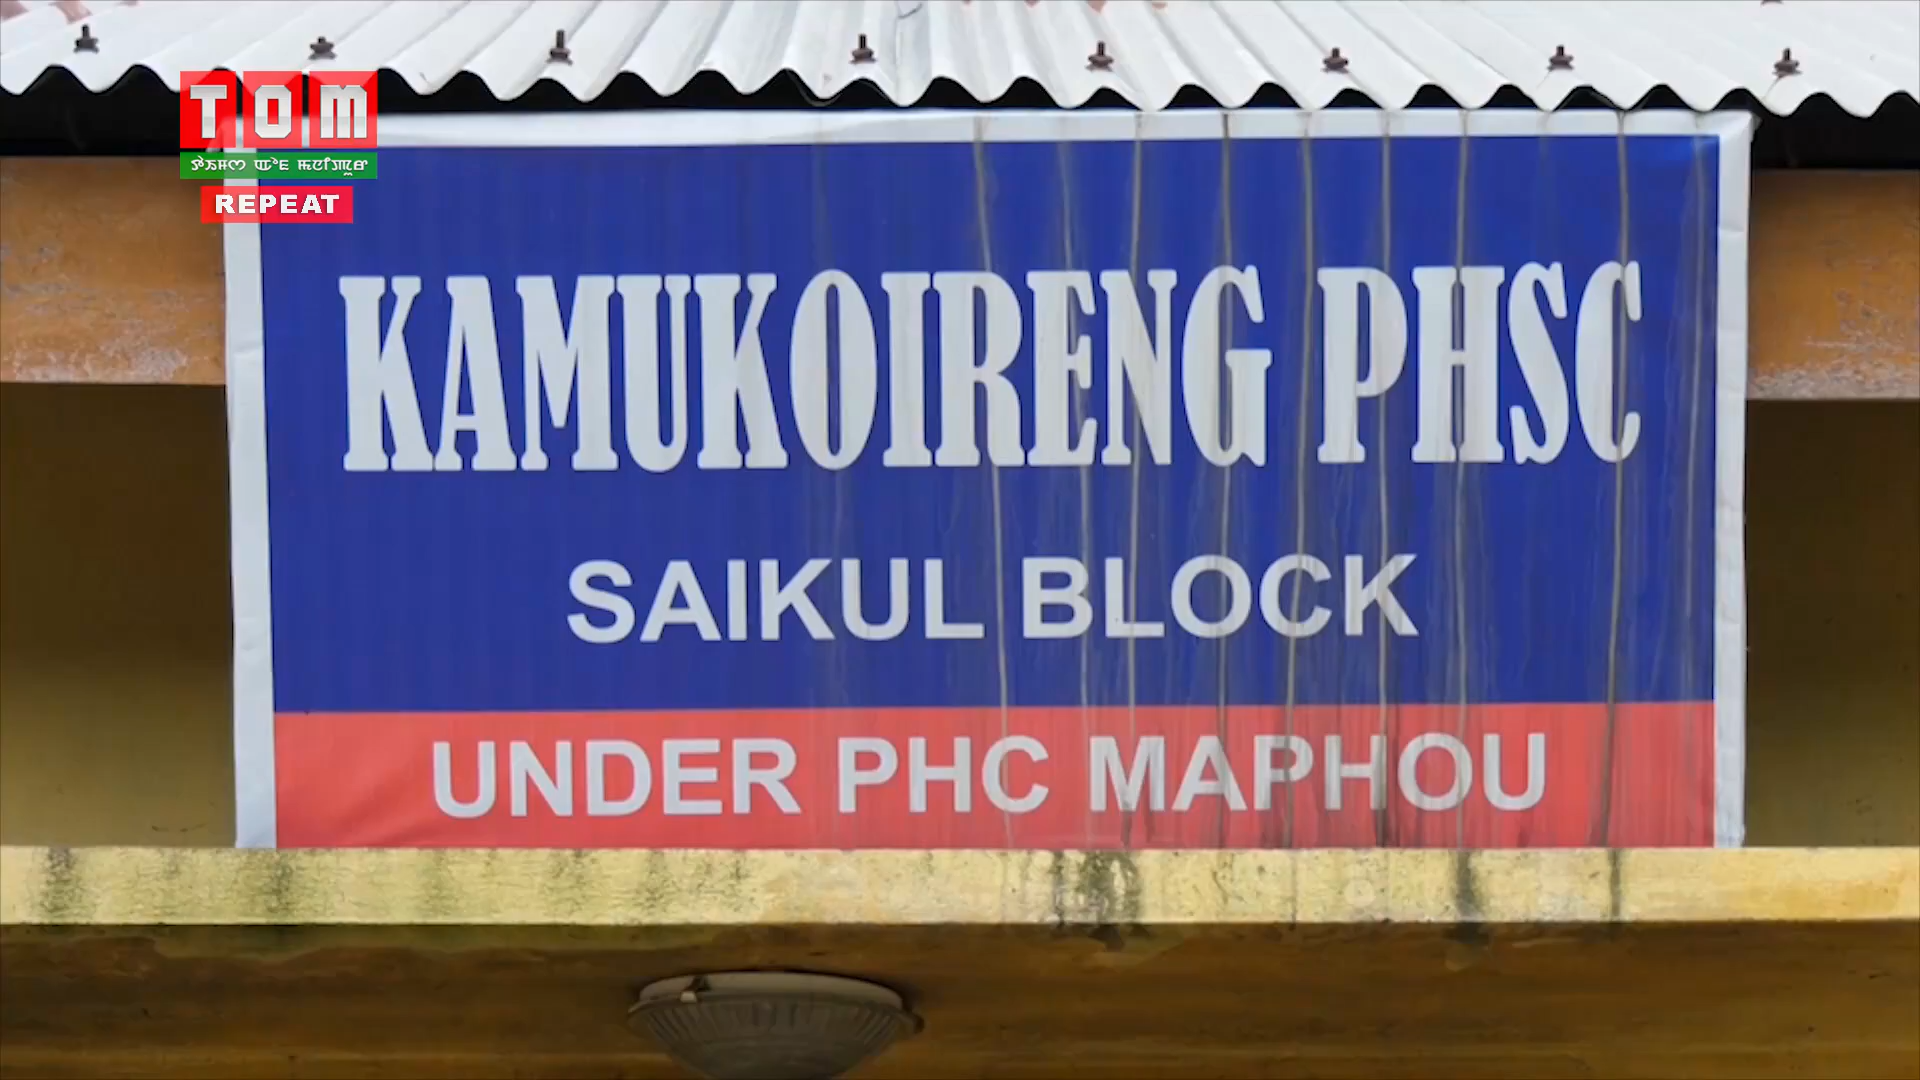 TOM
REPEAT
KAMUKOIRENG PHSC
SAIKUL BLOCK
UNDER PHC MAPHOU